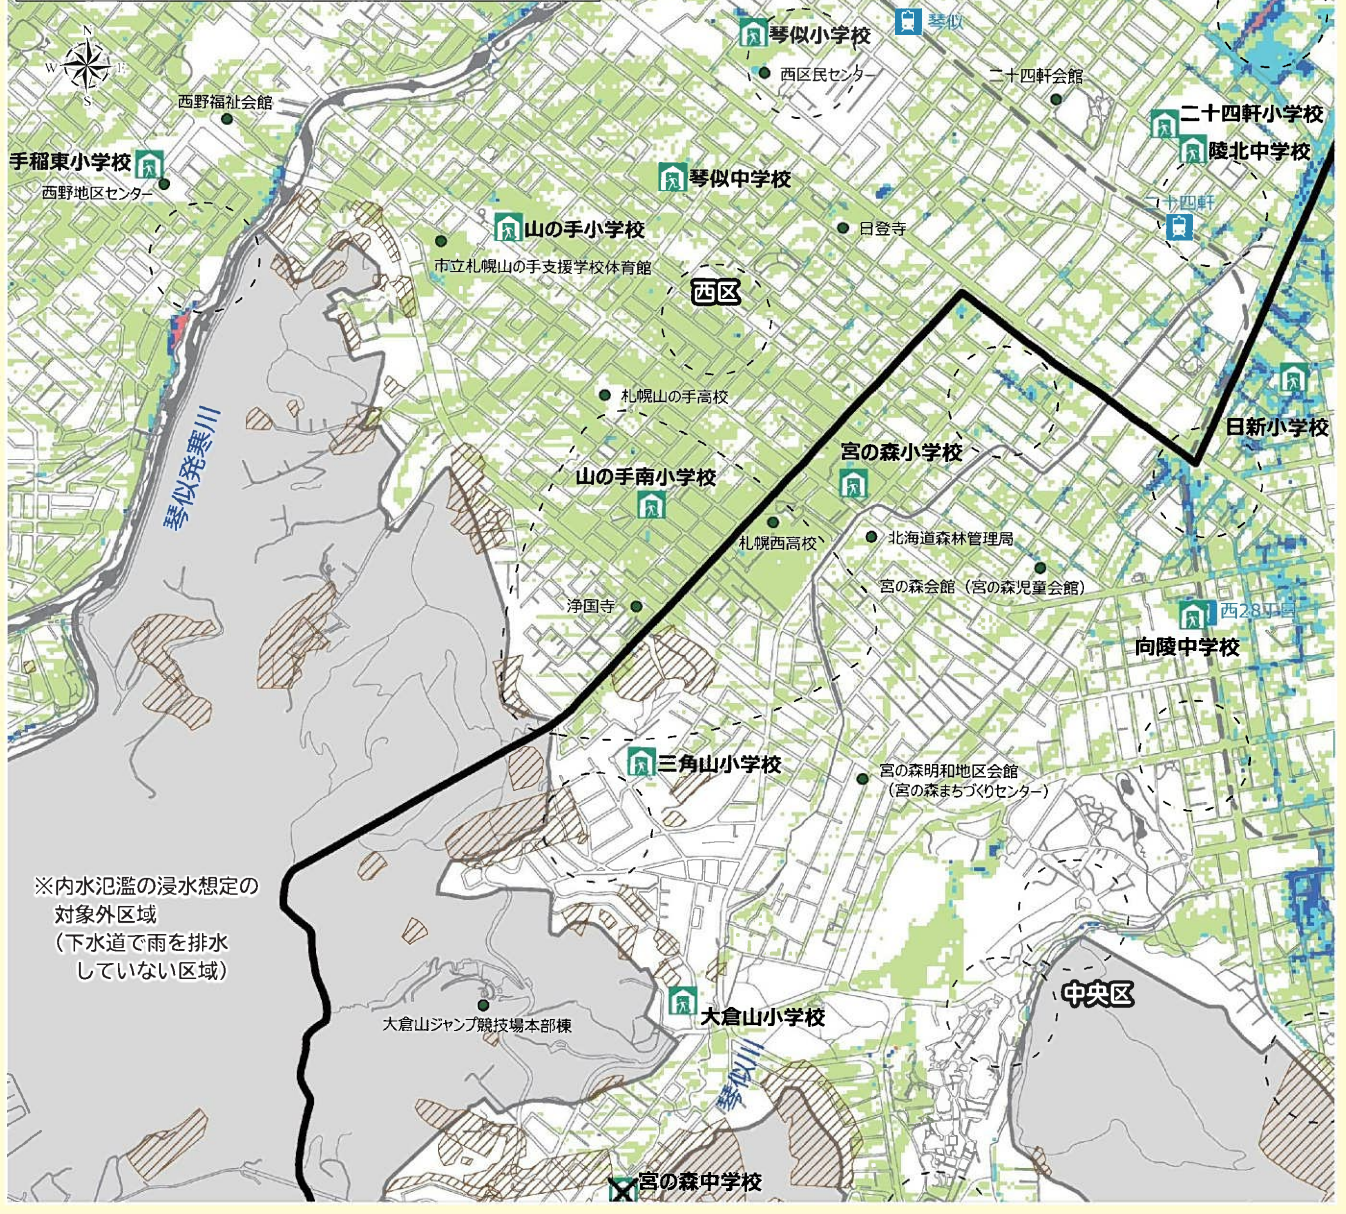 琴似小学校
琴似
西区民センター
二十四軒会館
N
W
E
S
西野福祉会館
二十四軒小学校
陵北中学校
手稲東小学校
西野地区センター
琴似中学校
二十四軒
山の手小学校
日登寺
市立札幌山の手支援学校体育館
西区
札幌山の手高校
日新小学校
琴似発寒川
宮の森小学校
山の手南小学校
札幌西高校
北海道森林管理局
宮の森会館（宮の森児童会館）
浄国寺
西28丁目
向陵中学校
三角山小学校
宮の森明和地区会館
（宮の森まちづくりセンター）
※内水氾濫の浸水想定の
対象外区域
（下水道で雨を排水
していない区域）
中央区
大倉山小学校
大倉山ジャンプ競技場本部棟
琴似川
宮の森中学校